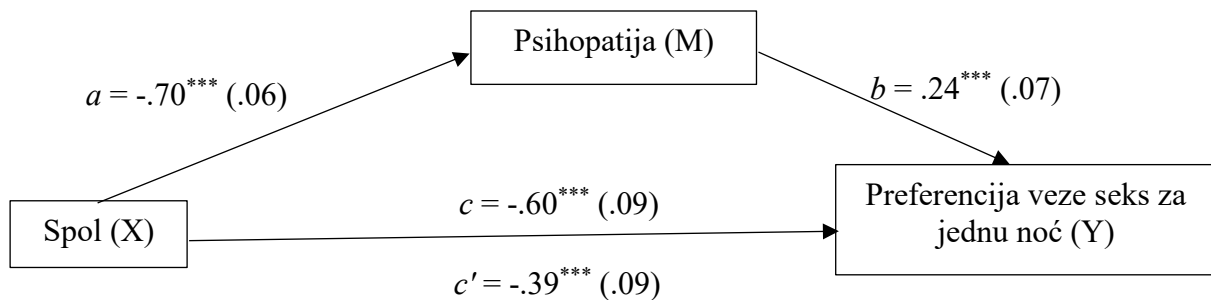 Psihopatija (M)
a = -.70*** (.06)
b = .24*** (.07)
Spol (X)
c = -.60*** (.09)
Preferencija veze seks za
jednu noć (Y)
c' = -.39*** (.09)